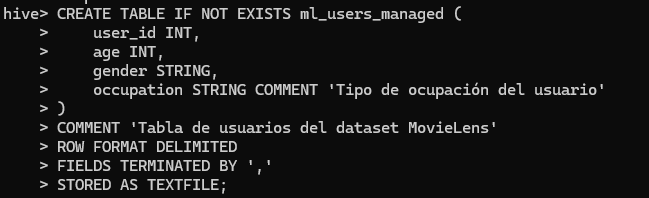 hive> CREATE TABLE IF NOT EXISTS ml_users_managed (
    >     user_id INT,
    >     age INT,
    >     gender STRING,
    >     occupation STRING COMMENT 'Tipo de ocupación del usuario'
    > )
    > COMMENT 'Tabla de usuarios del dataset MovieLens'
    > ROW FORMAT DELIMITED
    > FIELDS TERMINATED BY ','
    > STORED AS TEXTFILE;